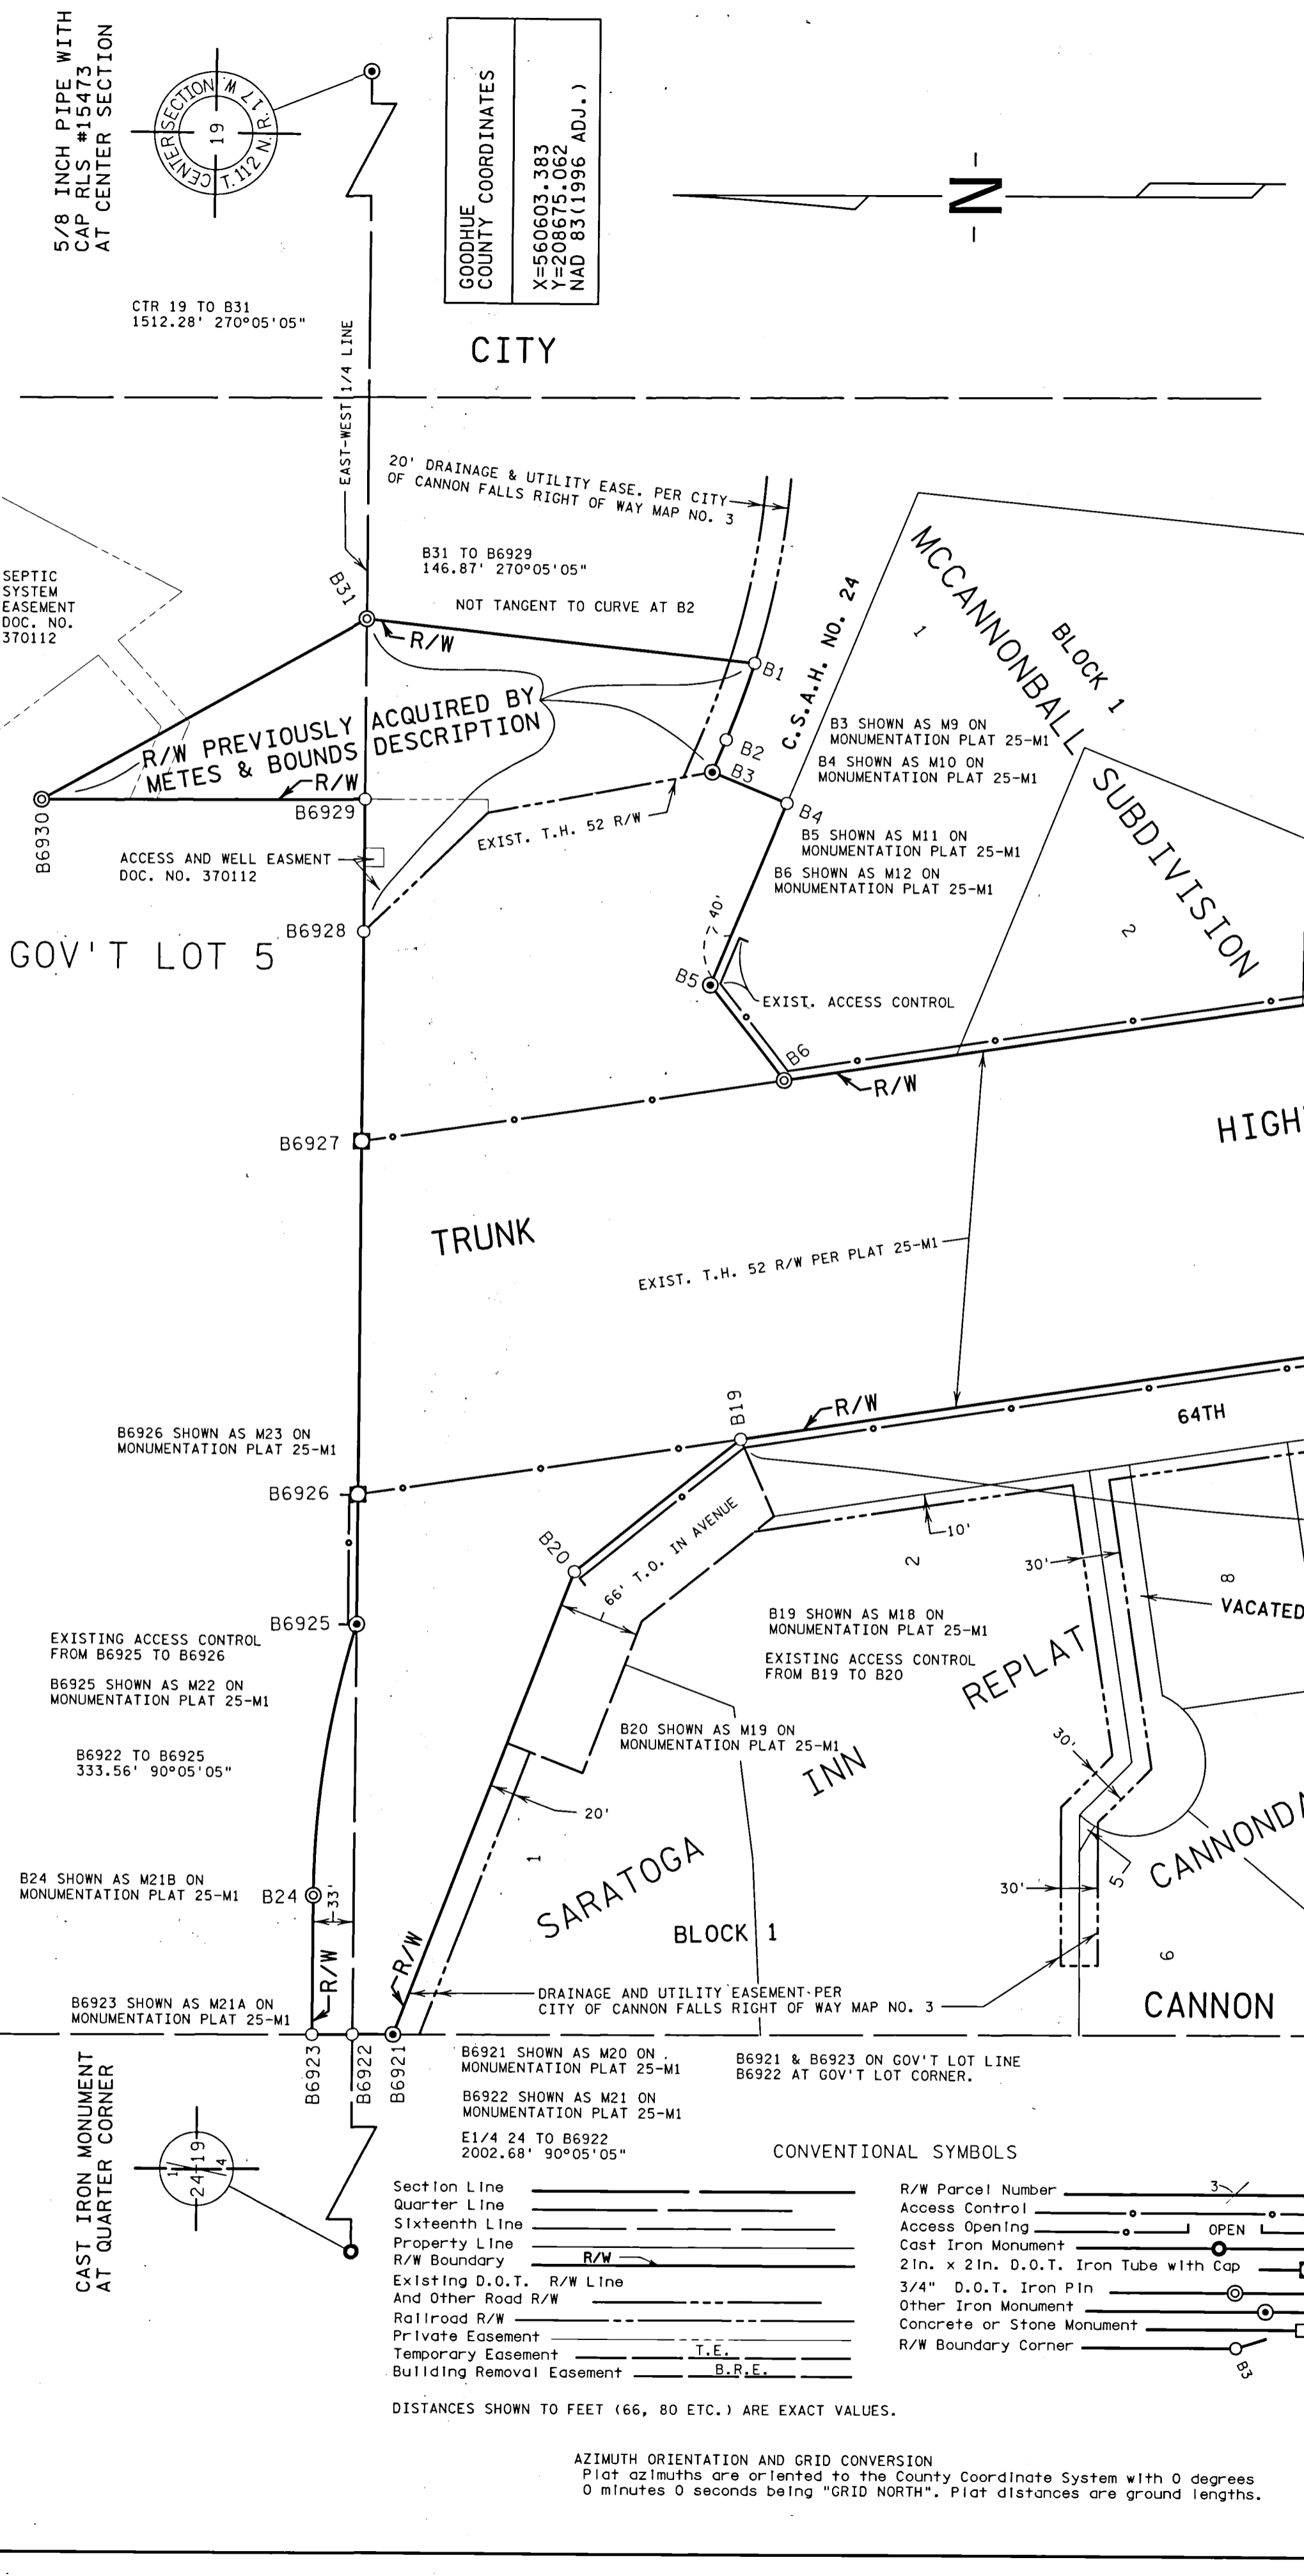 5/8 INCH PIPE WITH
CAP RLS #15473
AT CENTER SECTION
CENTER SECTION
T.112 N. R.17 W.
19
GOODHUE
COUNTY COORDINATES
X=560603.383
Y=208675.062
NAD 83(1996 ADJ.)
-N-
CTR 19 TO B31
1512.28' 270°05'05"
CITY
EAST-WEST 1/4 LINE
20' DRAINAGE & UTILITY EASE. PER CITY
OF CANNON FALLS RIGHT OF WAY MAP NO. 3
B31 TO B6929
146.87' 270°05'05"
NOT TANGENT TO CURVE AT B2
SEPTIC
SYSTEM
EASEMENT
DOC. NO.
370112
B31
R/W
B1
B2
B3
B4
C.S.A.H. NO. 24
MCCANNONBALL SUBDIVISION
BLOCK 1
1
2
R/W PREVIOUSLY ACQUIRED BY
METES & BOUNDS DESCRIPTION
R/W
B3 SHOWN AS M9 ON
MONUMENTATION PLAT 25-M1
B4 SHOWN AS M10 ON
MONUMENTATION PLAT 25-M1
B5 SHOWN AS M11 ON
MONUMENTATION PLAT 25-M1
B6 SHOWN AS M12 ON
MONUMENTATION PLAT 25-M1
B6930
B6929
EXIST. T.H. 52 R/W
ACCESS AND WELL EASMENT
DOC. NO. 370112
B6928
GOV'T LOT 5
40'
B5
EXIST. ACCESS CONTROL
B6
R/W
B6927
HIGH
TRUNK
EXIST. T.H. 52 R/W PER PLAT 25-M1
B19
R/W
64TH
B6926 SHOWN AS M23 ON
MONUMENTATION PLAT 25-M1
B6926
B20
66' T.O. IN AVENUE
10'
2
30'
8
VACATED
B6925
EXISTING ACCESS CONTROL
FROM B6925 TO B6926
B6925 SHOWN AS M22 ON
MONUMENTATION PLAT 25-M1
B19 SHOWN AS M18 ON
MONUMENTATION PLAT 25-M1
EXISTING ACCESS CONTROL
FROM B19 TO B20
REPLAT
B20 SHOWN AS M19 ON
MONUMENTATION PLAT 25-M1
30'
B6922 TO B6925
333.56' 90°05'05"
INN
20'
1
SARATOGA
BLOCK 1
B24 SHOWN AS M21B ON
MONUMENTATION PLAT 25-M1
B24
33'
30'
5
CANNONDA
6
R/W
R/W
DRAINAGE AND UTILITY EASEMENT PER
CITY OF CANNON FALLS RIGHT OF WAY MAP NO. 3
CANNON
B6923 SHOWN AS M21A ON
MONUMENTATION PLAT 25-M1
B6923
B6922
B6921
B6921 SHOWN AS M20 ON
MONUMENTATION PLAT 25-M1
B6921 & B6923 ON GOV'T LOT LINE
B6922 AT GOV'T LOT CORNER.
B6922 SHOWN AS M21 ON
MONUMENTATION PLAT 25-M1
E1/4 24 TO B6922
2002.68' 90°05'05"
CAST IRON MONUMENT
AT QUARTER CORNER
1
4
24-19
CONVENTIONAL SYMBOLS
Section Line
Quarter Line
Sixteenth Line
Property Line
R/W Boundary R/W
Existing D.O.T. R/W Line
And Other Road R/W
Railroad R/W
Private Easement
Temporary Easement T.E.
Building Removal Easement B.R.E.
R/W Parcel Number 3
Access Control
Access Opening OPEN
Cast Iron Monument
2in. x 2in. D.O.T. Iron Tube with Cap
3/4" D.O.T. Iron Pin
Other Iron Monument
Concrete or Stone Monument
R/W Boundary Corner
B3
DISTANCES SHOWN TO FEET (66, 80 ETC.) ARE EXACT VALUES.
AZIMUTH ORIENTATION AND GRID CONVERSION
Plat azimuths are oriented to the County Coordinate System with 0 degrees
0 minutes 0 seconds being "GRID NORTH". Plat distances are ground lengths.